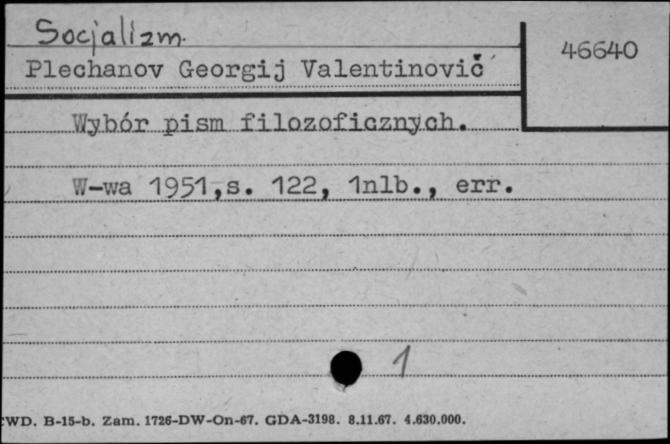 Socjalizm.
46640
Plechanov Georgij Valentinovič
Wybór pism filozoficznych.
W-wa 1951,s. 122, 1nlb., err.
1
WD. B-15-b. Zam. 1726-DW-On-67. GDA-3198. 8.11.67. 4.630.000.